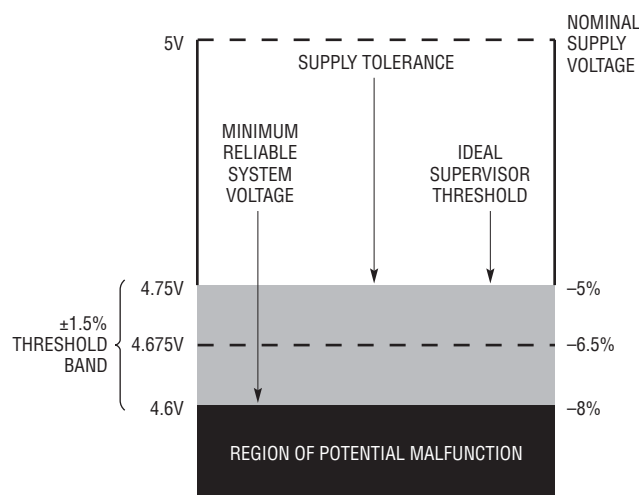 5V
NOMINAL
SUPPLY
VOLTAGE
SUPPLY TOLERANCE
MINIMUM
RELIABLE
SYSTEM
VOLTAGE
IDEAL
SUPERVISOR
THRESHOLD
4.75V
–5%
±1.5%
THRESHOLD
BAND
4.675V
–6.5%
4.6V
–8%
REGION OF POTENTIAL MALFUNCTION